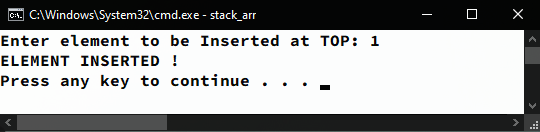 C:\Windows\System32\cmd.exe - stack_arr
Enter element to be Inserted at TOP: 1
ELEMENT INSERTED !
Press any key to continue . . .